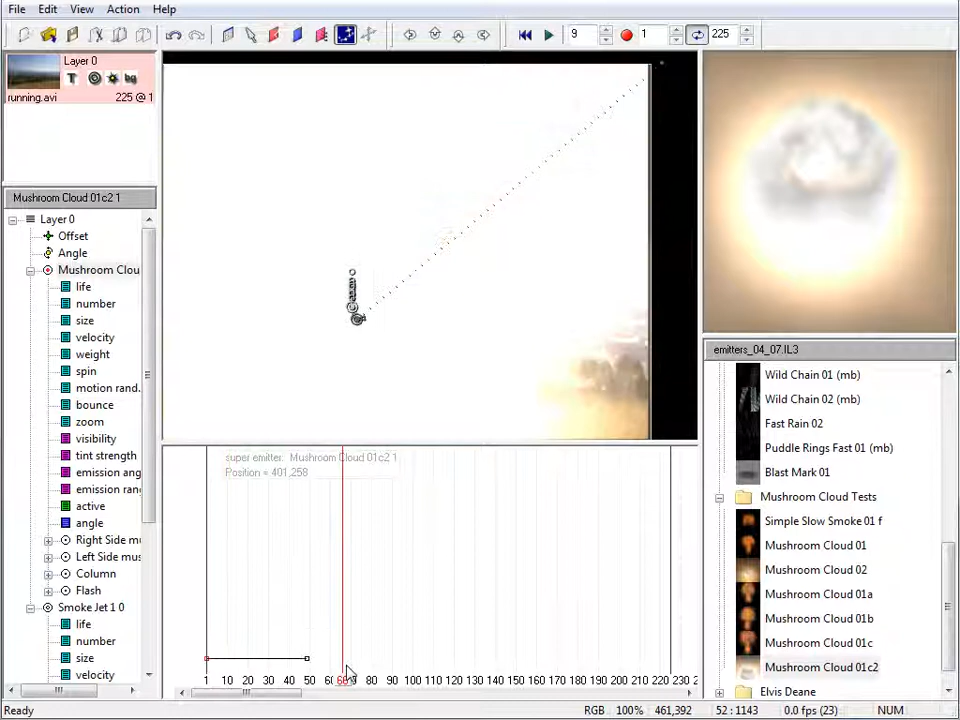 File Edit View Action Help
9 1 225
Layer 0
T bg
running.avi 225 @ 1
Mushroom Cloud 01c2 1
Layer 0
Offset
Angle
Mushroom Clou
life
number
size
velocity
weight
spin
motion rand.
bounce
zoom
visibility
tint strength
emission ang
emission rang
active
angle
Right Side mu
Left Side mus
Column
Flash
Smoke Jet 1 0
life
number
size
velocity
super emitter: Mushroom Cloud 01c2 1
Position = 401,258
1 10 20 30 40 50 80 90 100 110 120 130 140 150 160 170 180 190 200 210 220 230 2
emitters_04_07.IL3
Wild Chain 01 (mb)
Wild Chain 02 (mb)
Fast Rain 02
Puddle Rings Fast 01 (mb)
Blast Mark 01
Mushroom Cloud Tests
Simple Slow Smoke 01 f
Mushroom Cloud 01
Mushroom Cloud 02
Mushroom Cloud 01a
Mushroom Cloud 01b
Mushroom Cloud 01c
Mushroom Cloud 01c2
Elvis Deane
Ready RGB 100% 461,392 52 : 1143 0.0 fps (23) NUM